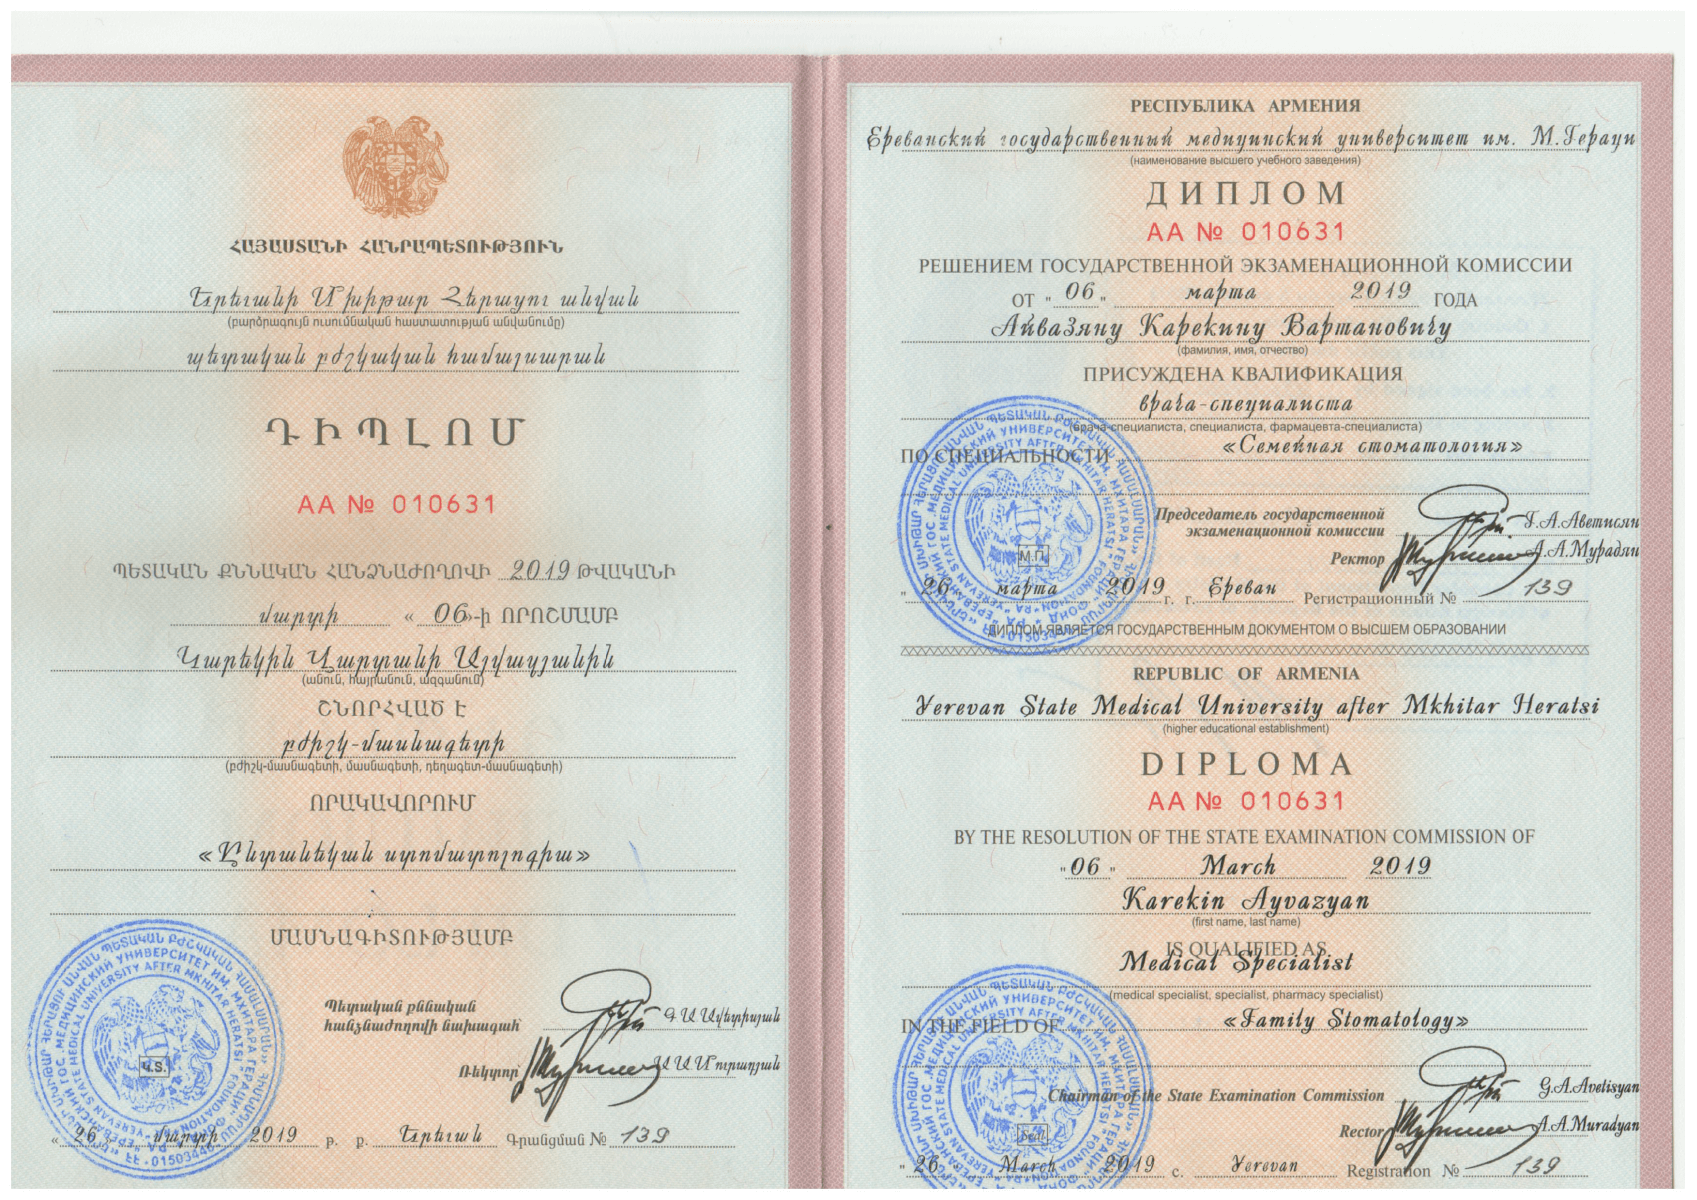 ՀԱՅԱՍՏԱՆԻ ՀԱՆՐԱՊԵՏՈՒԹՅՈՒՆ
Երևանի Մխիթար Հերացու անվան
(բարձրագույն ուսումնական հաստատության անվանումը)
պետական բժշկական համալսարան
ԴԻՊԼՈՄ
AA № 010631
ՊԵՏԱԿԱՆ ՔՆՆԱԿԱՆ ՀԱՆՁՆԱԺՈՂՈՎԻ 2019 ԹՎԱԿԱՆԻ
մարտի « 06»-ի ՈՐՈՇՄԱՄԲ
Կարեկին Վարտանի Այվազյանին
(անուն, հայրանուն, ազգանուն)
ՇՆՈՐՀՎԱԾ Է
բժիշկ-մասնագետի
(բժիշկ-մասնագետի, մասնագետի, դեղագետ-մասնագետի)
ՈՐԱԿԱՎՈՐՈՒՄ
«Ընտանեկան ստոմատոլոգիա»
ՄԱՍՆԱԳԻՏՈՒԹՅԱՄԲ
Պետական քննական
հանձնաժողովի նախագահ Գ.Ա.Ավետիսյան
Ռեկտոր Ա.Ա.Մուրադյան
Կ.Տ.
« 26 մարտի 2019 թ. ք. Երևան Գրանցման № 139
РЕСПУБЛИКА АРМЕНИЯ
Ереванский государственный медицинский университет им. М.Гераци
(наименование высшего учебного заведения)
ДИПЛОМ
AA № 010631
РЕШЕНИЕМ ГОСУДАРСТВЕННОЙ ЭКЗАМЕНАЦИОННОЙ КОМИССИИ
ОТ " 06 " марта 2019 ГОДА
Айвазяну Карекину Вартановичу
(фамилия, имя, отчество)
ПРИСУЖДЕНА КВАЛИФИКАЦИЯ
врача-специалиста
(врача-специалиста, специалиста, фармацевта-специалиста)
ПО СПЕЦИАЛЬНОСТИ «Семейная стоматология»
Председатель государственной
экзаменационной комиссии Г.А.Аветисян
Ректор А.А.Мурадян
М.П.
" 26 марта 2019 г. г. Ереван Регистрационный № 139
ДИПЛОМ ЯВЛЯЕТСЯ ГОСУДАРСТВЕННЫМ ДОКУМЕНТОМ О ВЫСШЕМ ОБРАЗОВАНИИ
REPUBLIC OF ARMENIA
Yerevan State Medical University after Mkhitar Heratsi
(higher educational establishment)
DIPLOMA
AA № 010631
BY THE RESOLUTION OF THE STATE EXAMINATION COMMISSION OF
"06 " March 2019
Karekin Ayvazyan
(first name, last name)
IS QUALIFIED AS
Medical Specialist
(medical specialist, specialist, pharmacy specialist)
IN THE FIELD OF «Family Stomatology»
Chairman of the State Examination Commission G.A.Avetisyan
Rector A.A.Muradyan
Seal
" 26 March 2019 c. Yerevan Registration № 139